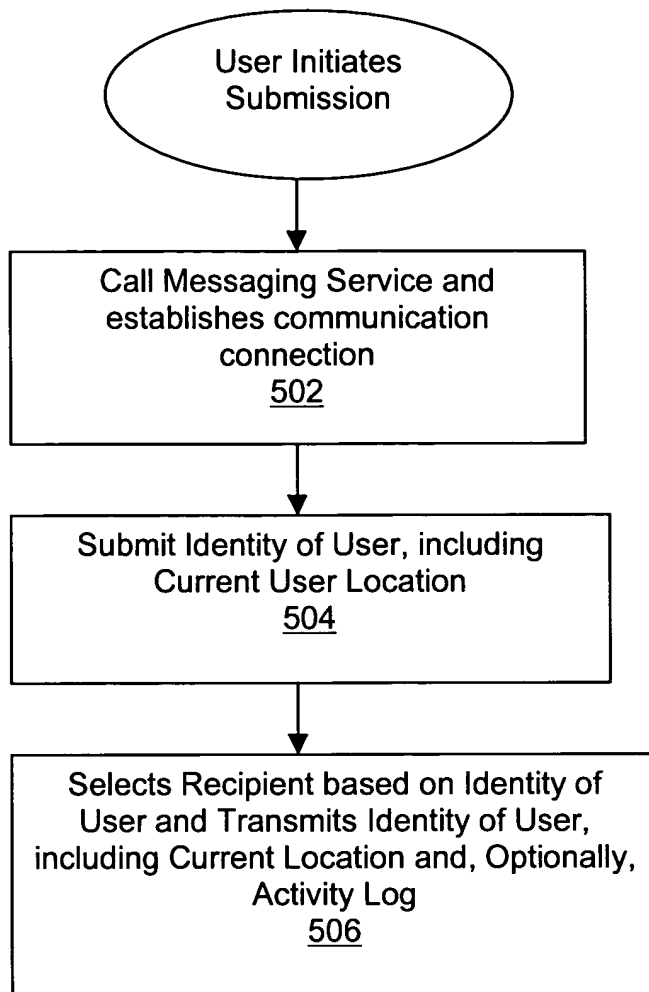 User Initiates
Submission
Call Messaging Service and
establishes communication
connection
502
Submit Identity of User, including
Current User Location
504
Selects Recipient based on Identity of
User and Transmits Identity of User,
including Current Location and, Optionally,
Activity Log
506